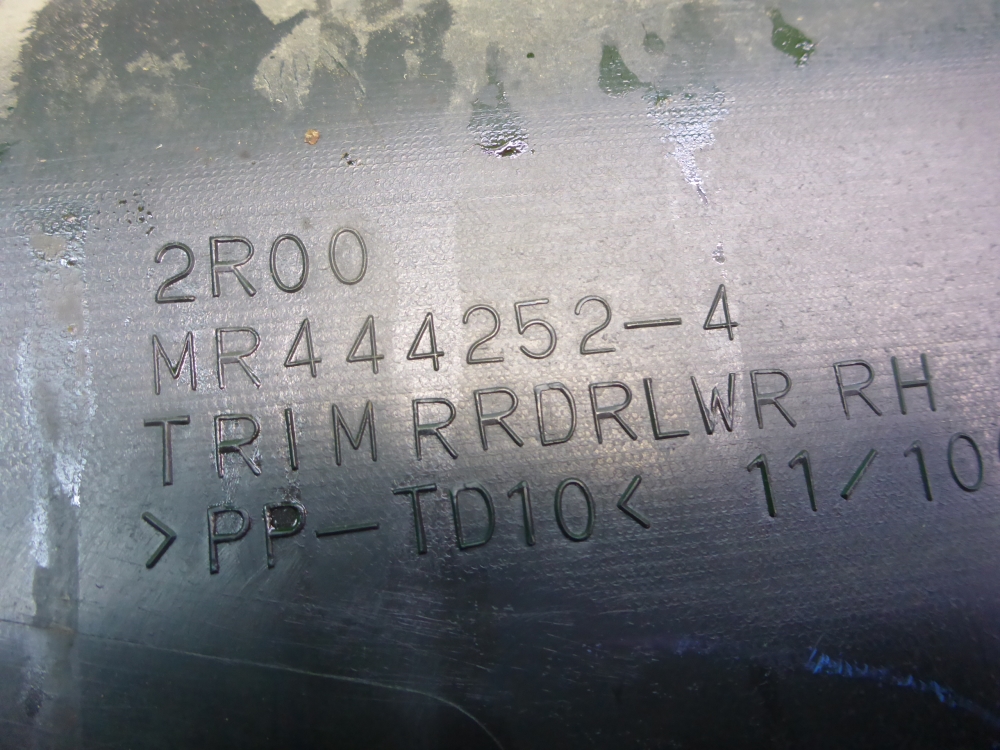 2R00
MR444252-4
TRIM RRDRLWR RH
>PP-TD10< 11/10